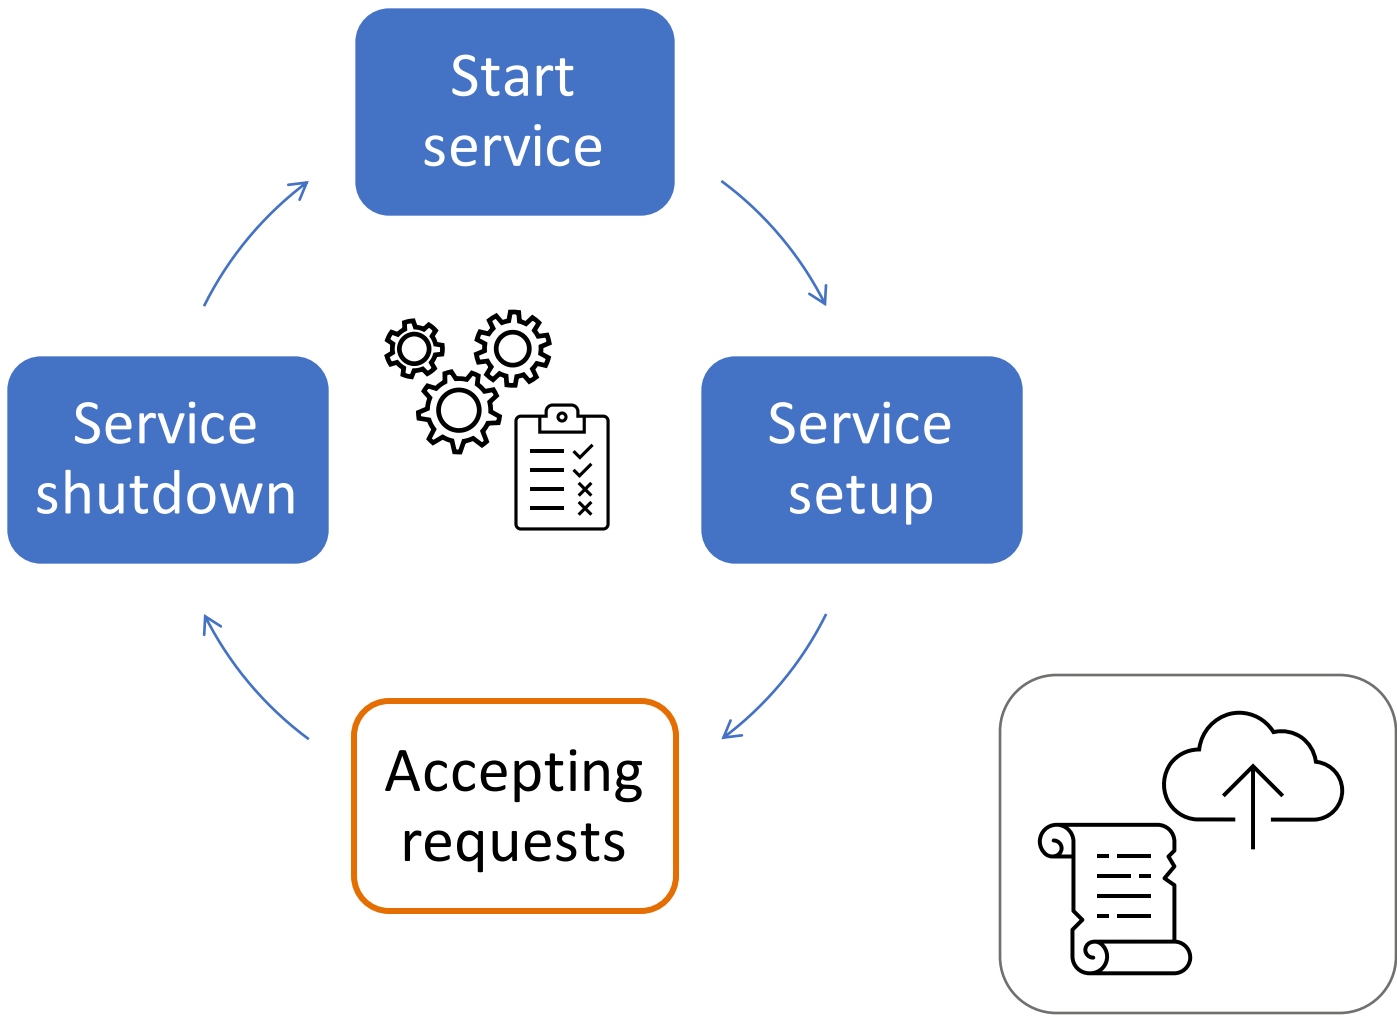 Start
service
Service
setup
Accepting
requests
Service
shutdown